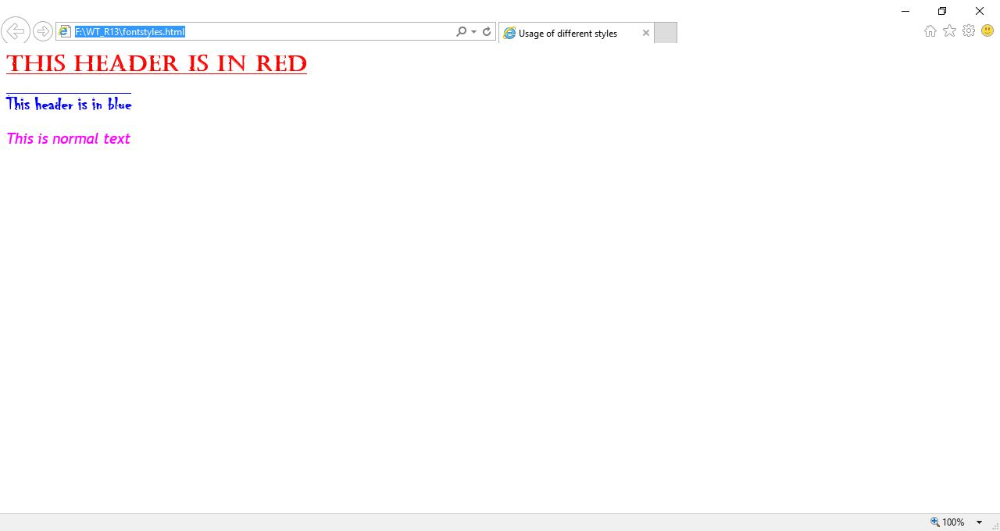 F:\WT_R13\fontstyles.html
Usage of different styles
THIS HEADER IS IN RED
This header is in blue
This is normal text
100%